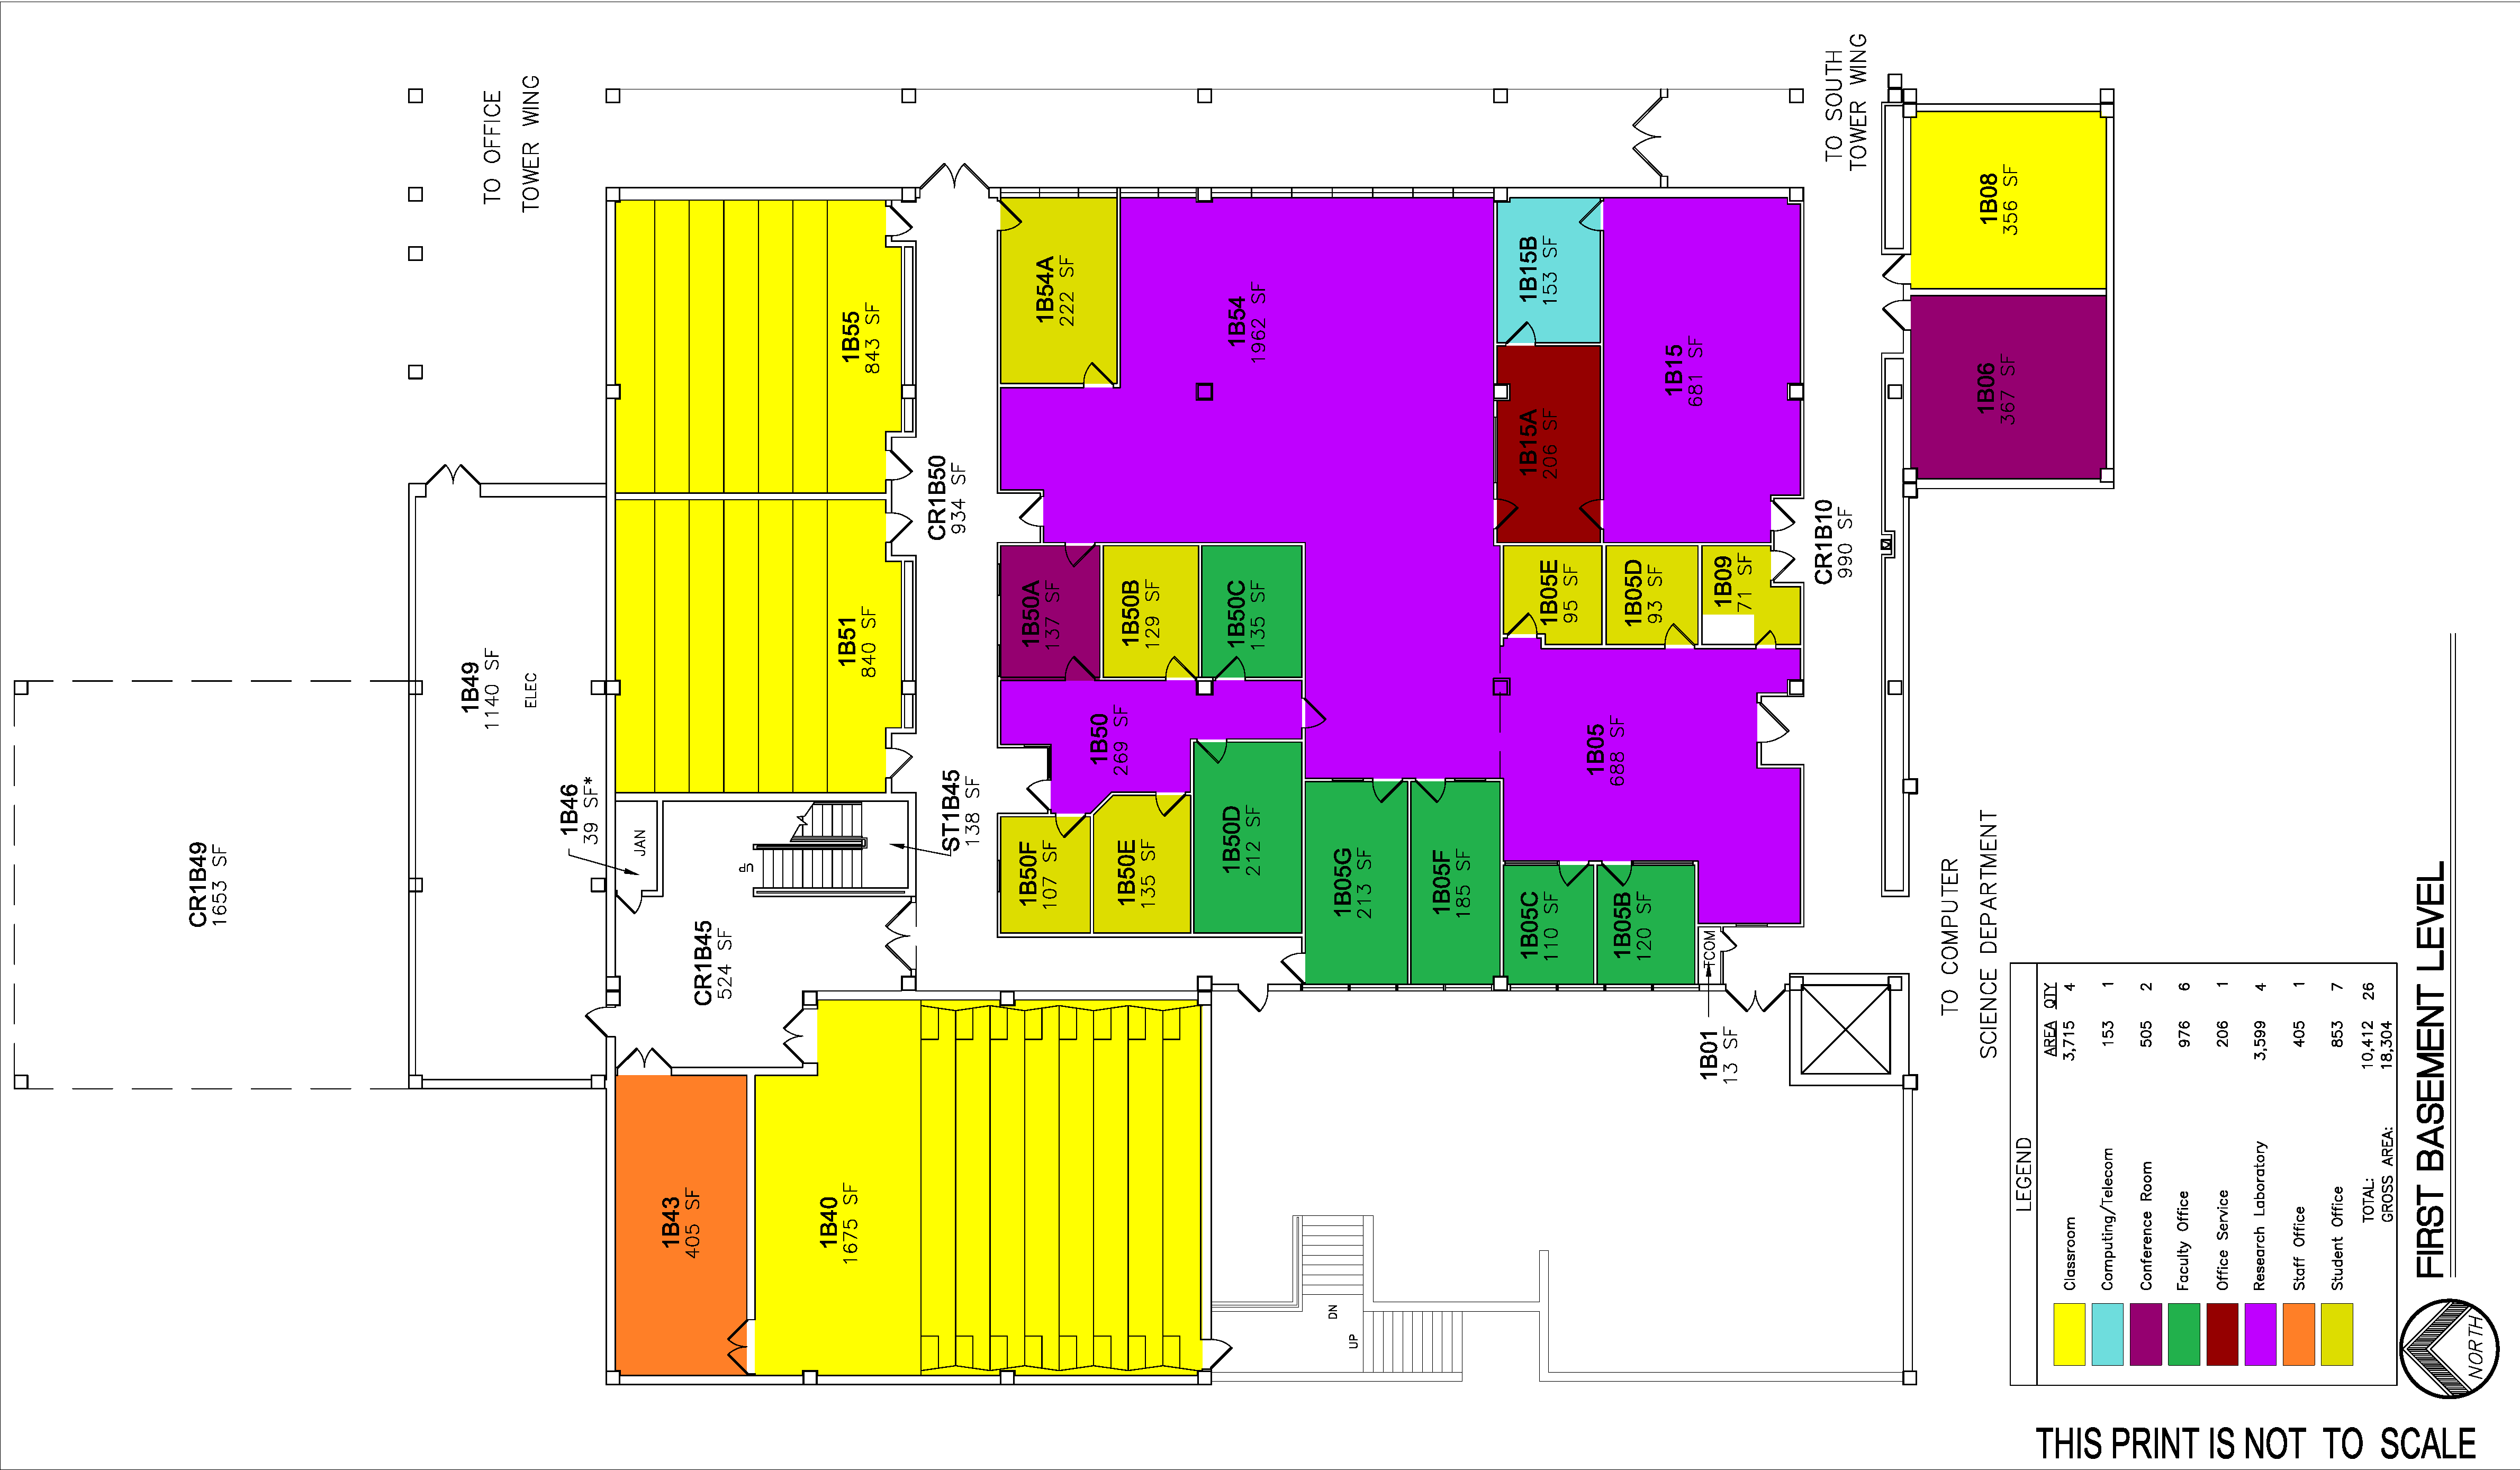 TO OFFICE
TOWER WING
TO SOUTH
TOWER WING
1B08
356 SF
1B06
367 SF
1B55
843 SF
1B54A
222 SF
1B54
1962 SF
1B15B
153 SF
1B15
681 SF
1B15A
206 SF
CR1B50
934 SF
CR1B10
990 SF
1B49
1140 SF
ELEC
1B51
840 SF
1B50A
137 SF
1B50B
129 SF
1B50C
135 SF
1B05E
95 SF
1B05D
93 SF
1B09
71 SF
1B50
269 SF
1B05
688 SF
CR1B49
1653 SF
1B46
39 SF*
JAN
UP
ST1B45
138 SF
1B50F
107 SF
1B50E
135 SF
1B50D
212 SF
1B05G
213 SF
1B05F
185 SF
1B05C
110 SF
1B05B
120 SF
TCOM
1B01
13 SF
CR1B45
524 SF
TO COMPUTER
SCIENCE DEPARTMENT
1B43
405 SF
1B40
1675 SF
DN
UP
LEGEND
AREA QTY
Classroom 3,715 4
Computing/Telecom 153 1
Conference Room 505 2
Faculty Office 976 6
Office Service 206 1
Research Laboratory 3,599 4
Staff Office 405 1
Student Office 853 7
TOTAL: 10,412 26
GROSS AREA: 18,304
FIRST BASEMENT LEVEL
NORTH
THIS PRINT IS NOT TO SCALE